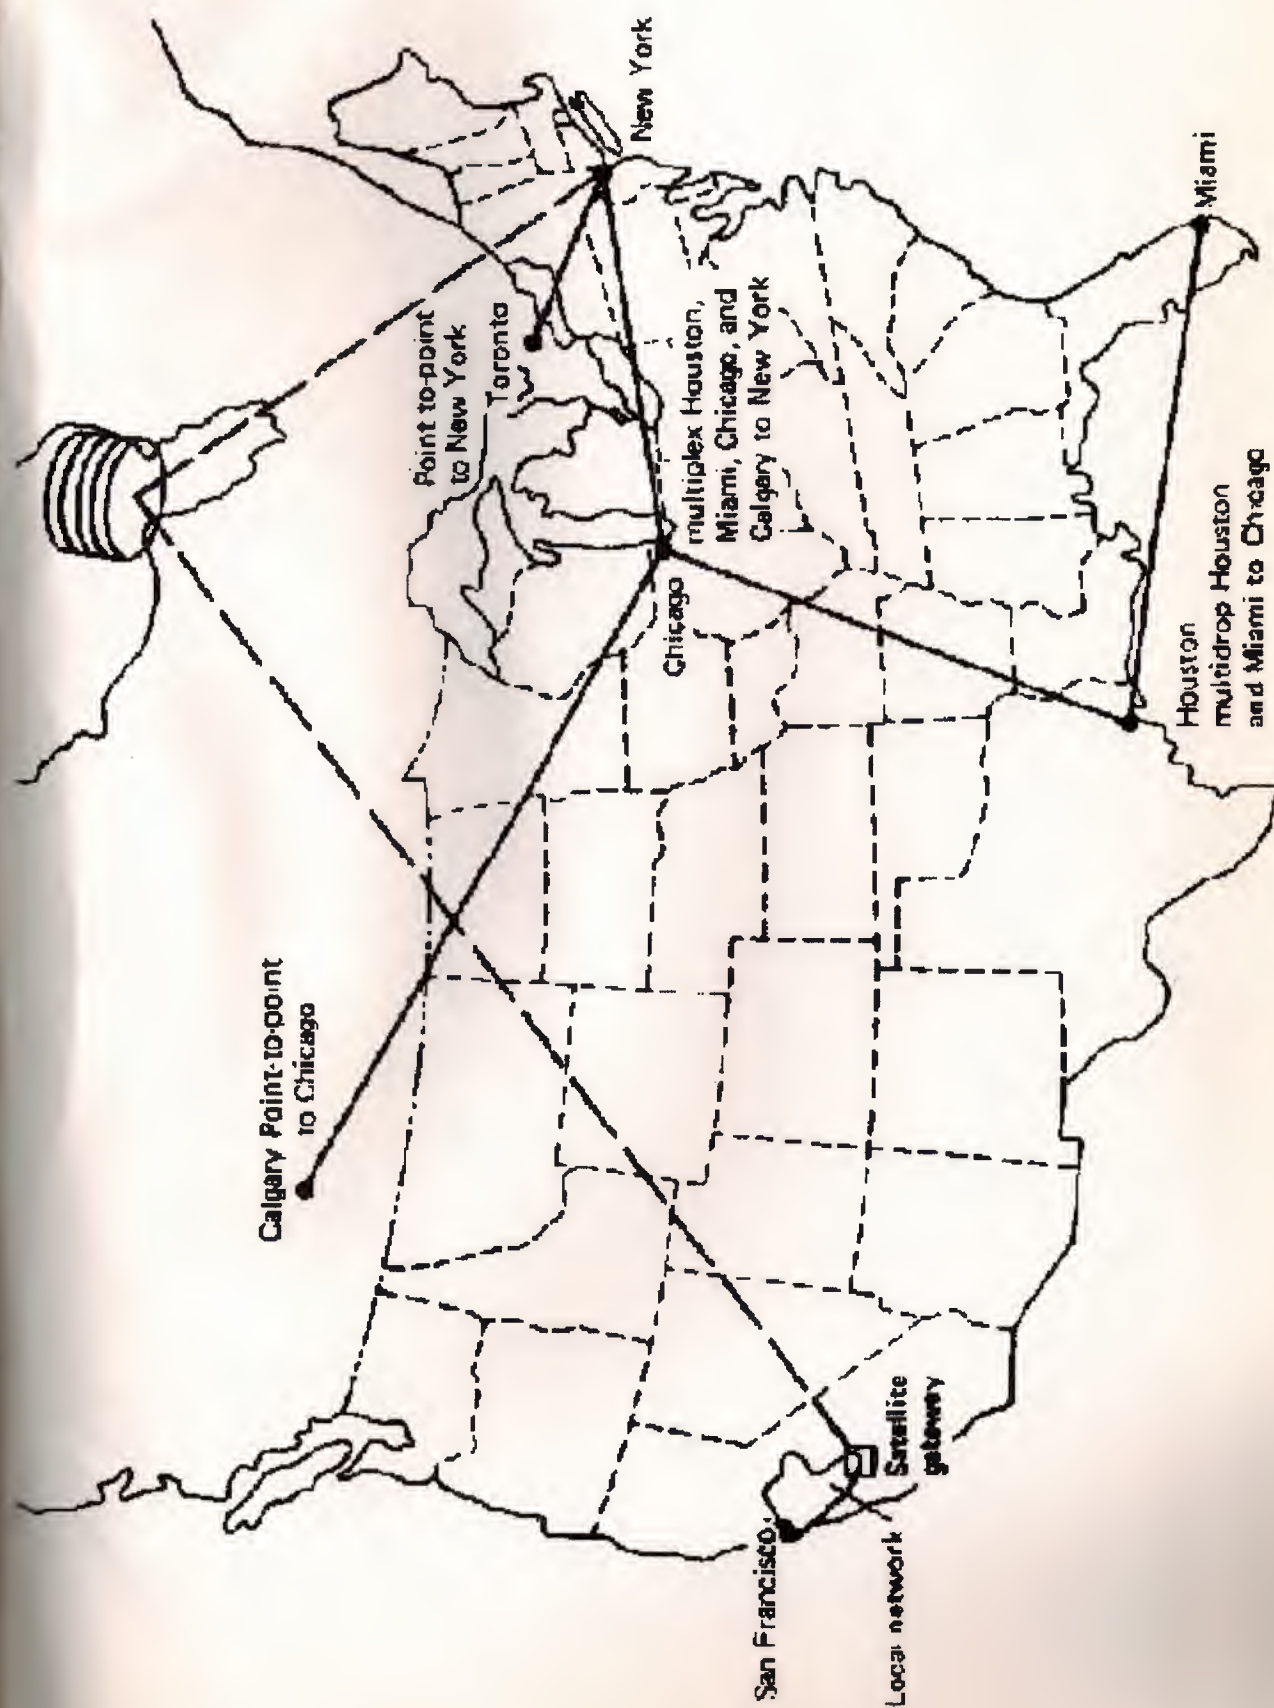 Calgary Point-to-point
to Chicago
Point to-point
to New York
Toronto
New York
Chicago
multiplex Houston,
Miami, Chicago, and
Calgary to New York
San Francisco
Local network
Satellite
gateway
Houston
multidrop Houston
and Miami to Chicago
Miami